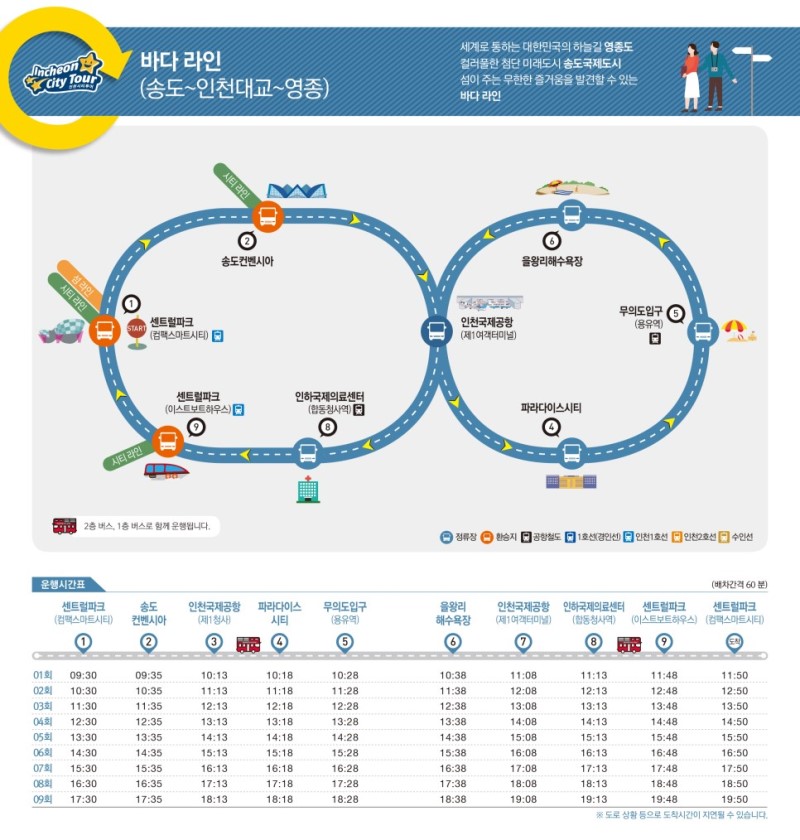 Incheon
City Tour
인천시티투어
바다 라인
(송도~인천대교~영종)
세계로 통하는 대한민국의 하늘길 영종도
컬러풀한 첨단 미래도시 송도국제도시
섬이 주는 무한한 즐거움을 발견할 수 있는
바다 라인
시티 라인
2
송도컨벤시아
6
을왕리해수욕장
섬 라인
시티 라인
1
START
센트럴파크
(컴팩스마트시티)
인천국제공항
(제1여객터미널)
무의도입구
(용유역)
5
센트럴파크
(이스트보트하우스)
9
인하국제의료센터
(합동청사역)
8
파라다이스시티
4
시티 라인
2층 버스, 1층 버스로 함께 운행됩니다.
정류장 환승지 공항철도 1호선(경인선) 인천1호선 인천2호선 수인선
운행시간표
(배차간격 60 분)
센트럴파크 송도 인천국제공항 파라다이스 무의도입구 을왕리 인천국제공항 인하국제의료센터 센트럴파크 센트럴파크
(컴팩스마트시티) 컨벤시아 (제1청사) 시티 (용유역) 해수욕장 (제1여객터미널) (합동청사역) (이스트보트하우스) (컴팩스마트시티)
1 2 3 4 5 6 7 8 9 도착
01회 09:30 09:35 10:13 10:18 10:28 10:38 11:08 11:13 11:48 11:50
02회 10:30 10:35 11:13 11:18 11:28 11:38 12:08 12:13 12:48 12:50
03회 11:30 11:35 12:13 12:18 12:28 12:38 13:08 13:13 13:48 13:50
04회 12:30 12:35 13:13 13:18 13:28 13:38 14:08 14:13 14:48 14:50
05회 13:30 13:35 14:13 14:18 14:28 14:38 15:08 15:13 15:48 15:50
06회 14:30 14:35 15:13 15:18 15:28 15:38 16:08 16:13 16:48 16:50
07회 15:30 15:35 16:13 16:18 16:28 16:38 17:08 17:13 17:48 17:50
08회 16:30 16:35 17:13 17:18 17:28 17:38 18:08 18:13 18:48 18:50
09회 17:30 17:35 18:13 18:18 18:28 18:38 19:08 19:13 19:48 19:50
※ 도로 상황 등으로 도착시간이 지연될 수 있습니다.